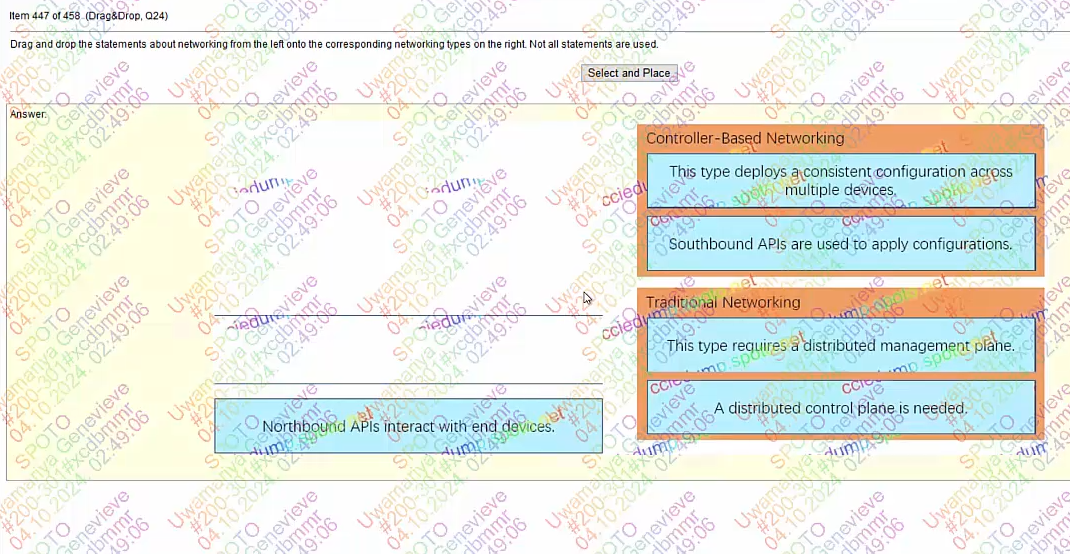 Item 447 of 458 (Drag&Drop, Q24)
Drag and drop the statements about networking from the left onto the corresponding networking types on the right. Not all statements are used.
Select and Place
Answer:
Controller-Based Networking
This type deploys a consistent configuration across
multiple devices.
Southbound APIs are used to apply configurations.
Traditional Networking
This type requires a distributed management plane.
A distributed control plane is needed.
Northbound APIs interact with end devices.